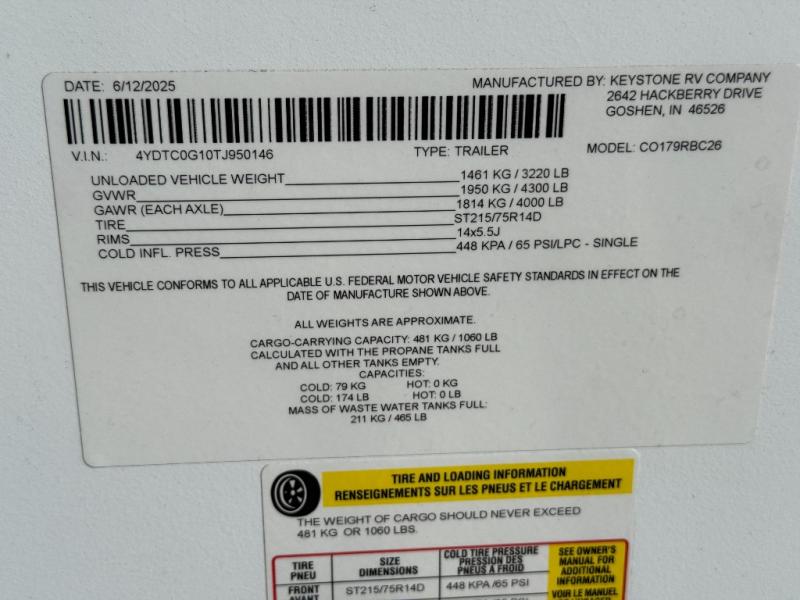 DATE: 6/12/2025
MANUFACTURED BY: KEYSTONE RV COMPANY
2642 HACKBERRY DRIVE
GOSHEN, IN 46526
V.I.N.: 4YDTC0G10TJ950146 TYPE: TRAILER MODEL: CO179RBC26
UNLOADED VEHICLE WEIGHT 1461 KG / 3220 LB
GVWR 1950 KG / 4300 LB
GAWR (EACH AXLE) 1814 KG / 4000 LB
TIRE ST215/75R14D
RIMS 14x5.5J
COLD INFL. PRESS 448 KPA / 65 PSI/LPC - SINGLE
THIS VEHICLE CONFORMS TO ALL APPLICABLE U.S. FEDERAL MOTOR VEHICLE SAFETY STANDARDS IN EFFECT ON THE
DATE OF MANUFACTURE SHOWN ABOVE.
ALL WEIGHTS ARE APPROXIMATE.
CARGO-CARRYING CAPACITY: 481 KG / 1060 LB
CALCULATED WITH THE PROPANE TANKS FULL
AND ALL OTHER TANKS EMPTY.
CAPACITIES:
COLD: 79 KG HOT: 0 KG
COLD: 174 LB HOT: 0 LB
MASS OF WASTE WATER TANKS FULL:
211 KG / 465 LB
TIRE AND LOADING INFORMATION
RENSEIGNEMENTS SUR LES PNEUS ET LE CHARGEMENT
THE WEIGHT OF CARGO SHOULD NEVER EXCEED
481 KG OR 1060 LBS.
TIRE
PNEU
SIZE
DIMENSIONS
COLD TIRE PRESSURE
PRESSION DES
PNEUS A FROID
SEE OWNER'S
MANUAL FOR
ADDITIONAL
INFORMATION
VOIR LE MANUEL
FRONT
AVANT
ST215/75R14D
448 KPA /65 PSI